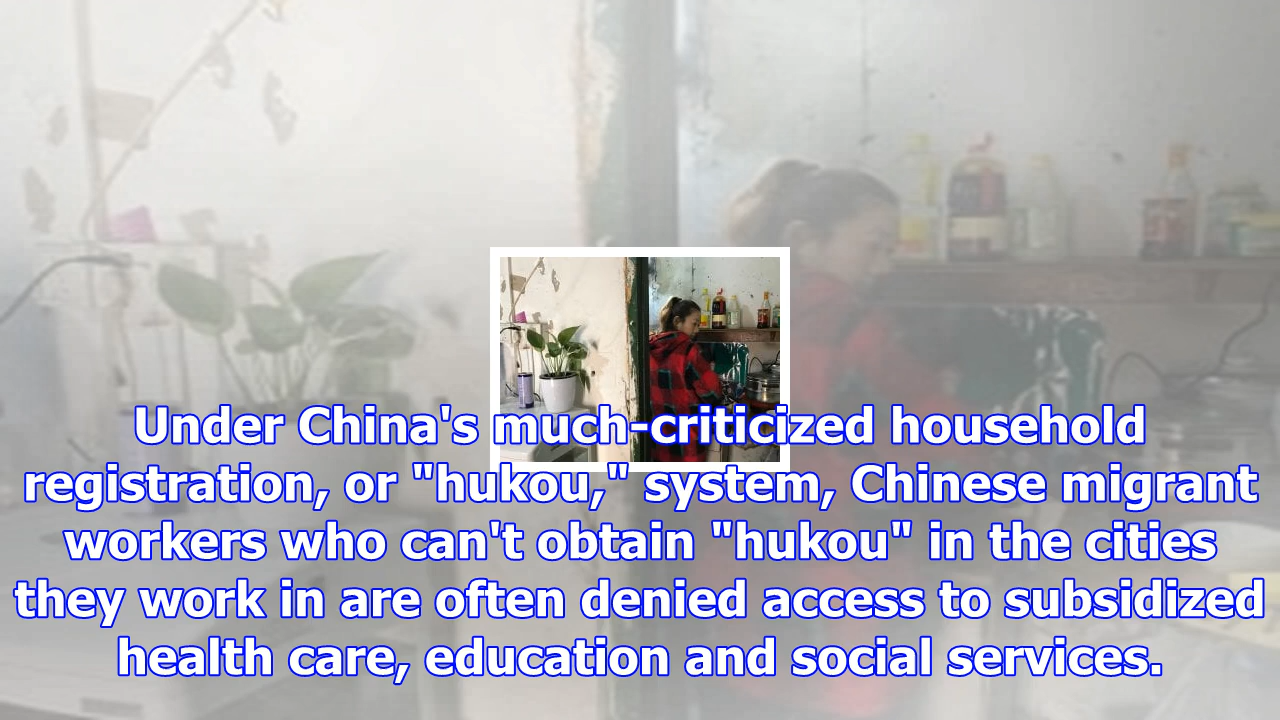 Under China's much-criticized household
registration, or "hukou," system, Chinese migrant
workers who can't obtain "hukou" in the cities
they work in are often denied access to subsidized
health care, education and social services.